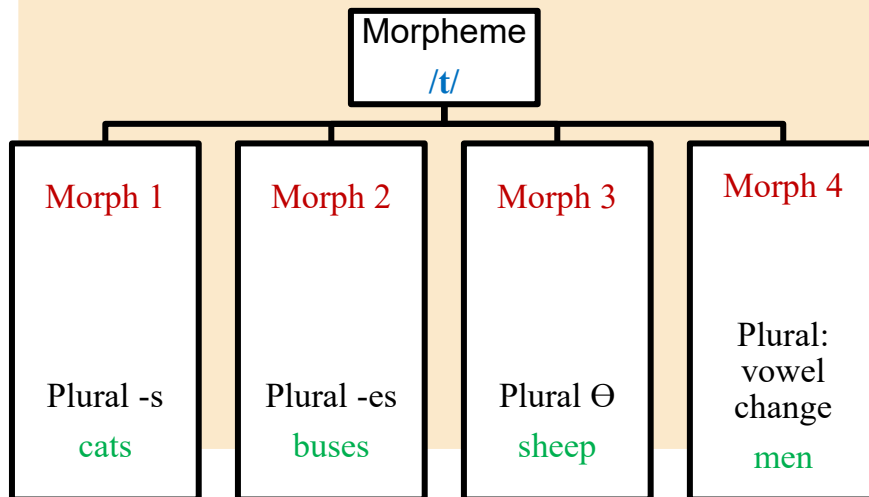 Morpheme
/t/
Morph 1
Plural -s
cats
Morph 2
Plural -es
buses
Morph 3
Plural Ɵ
sheep
Morph 4
Plural:
vowel
change
men